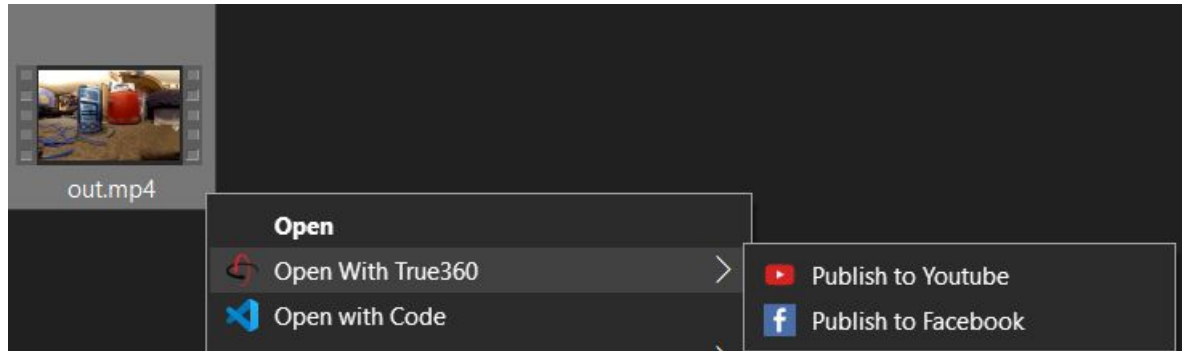 out.mp4
Open
Open With True360
Open with Code
Publish to Youtube
Publish to Facebook